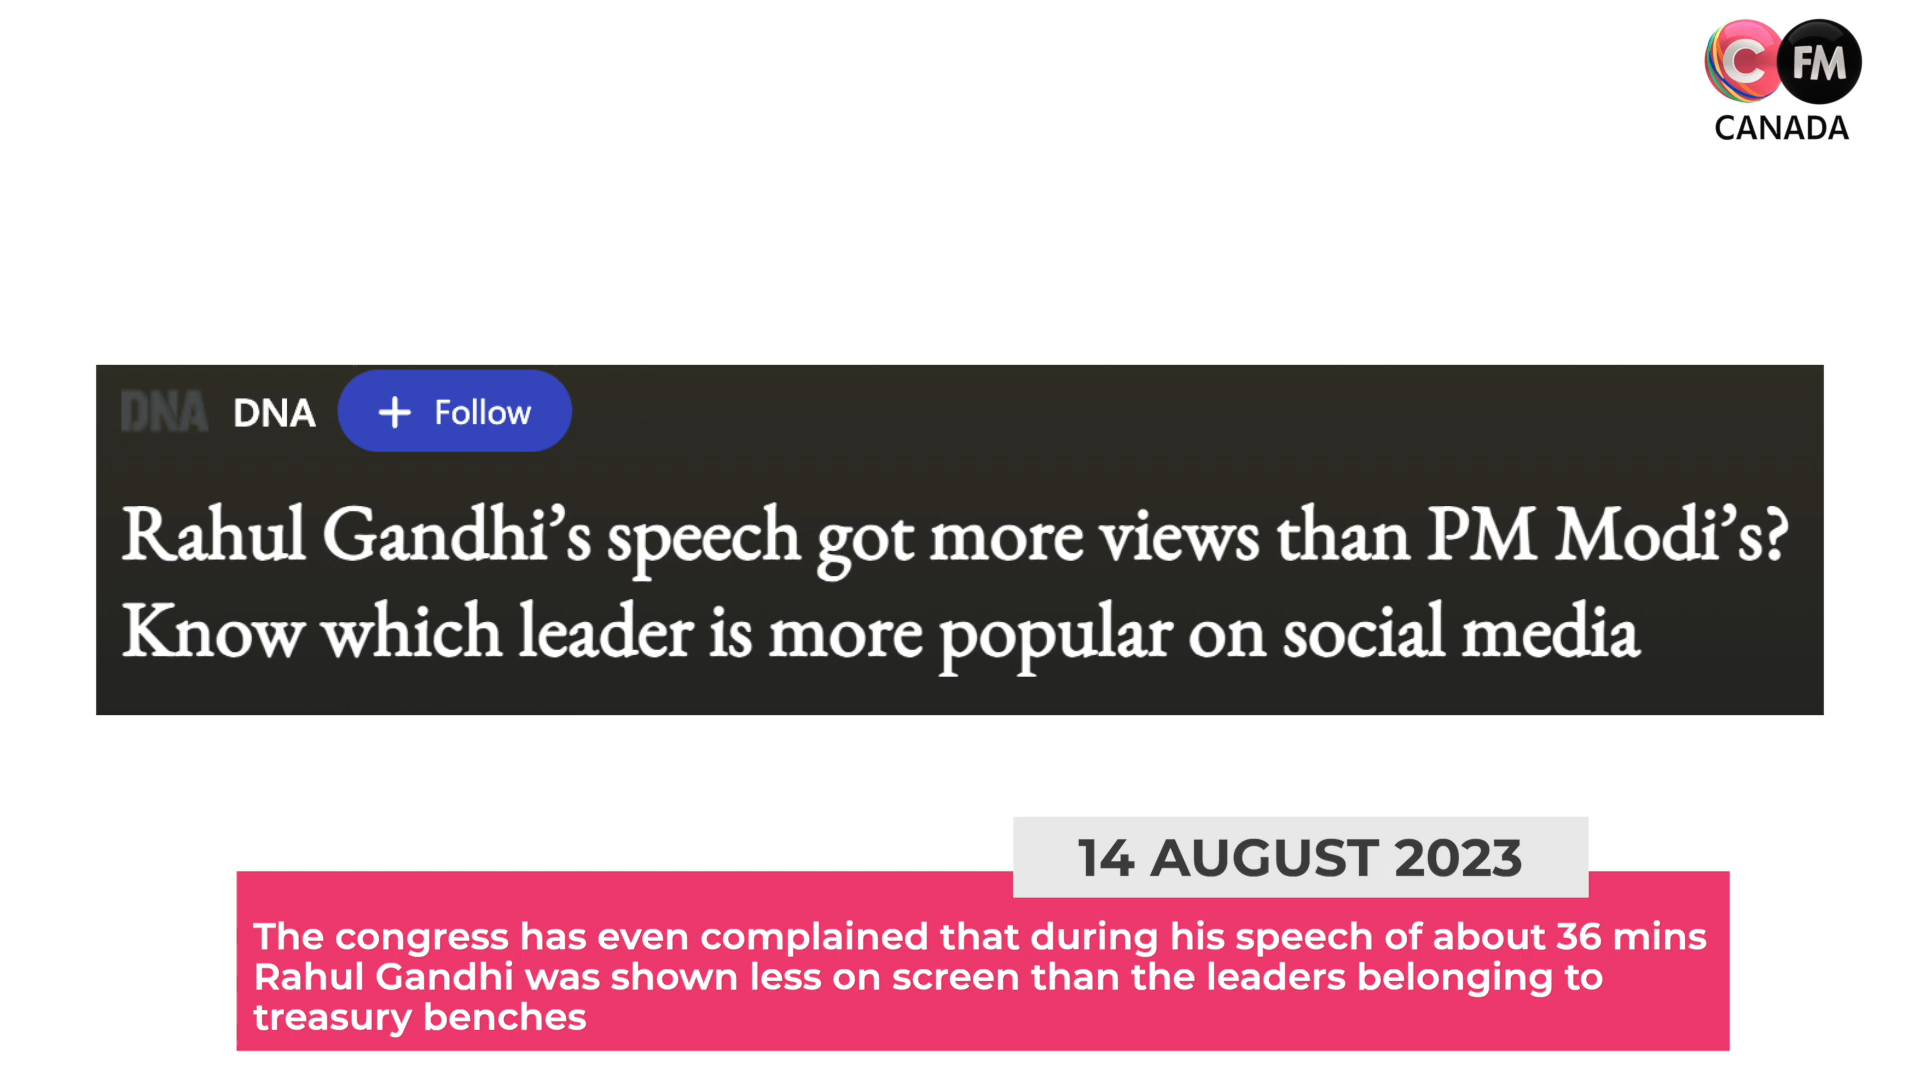 C FM
CANADA
DNA DNA + Follow
Rahul Gandhi’s speech got more views than PM Modi’s?
Know which leader is more popular on social media
14 AUGUST 2023
The congress has even complained that during his speech of about 36 mins
Rahul Gandhi was shown less on screen than the leaders belonging to
treasury benches